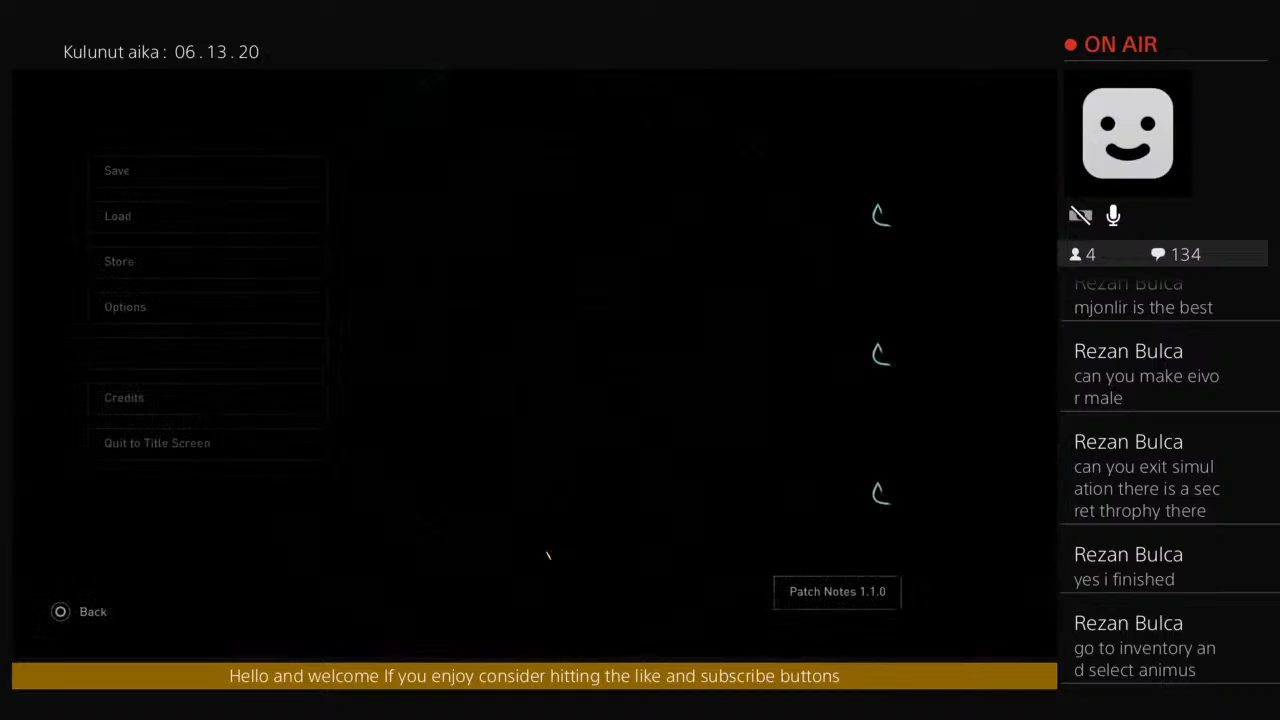 Kulunut aika : 06 . 13 . 20
Save
Load
Store
Options
Credits
Quit to Title Screen
Patch Notes 1.1.0
Back
Hello and welcome If you enjoy consider hitting the like and subscribe buttons
ON AIR
4
134
Rezan Bulca
mjonlir is the best
Rezan Bulca
can you make eivo
r male
Rezan Bulca
can you exit simul
ation there is a sec
ret throphy there
Rezan Bulca
yes i finished
Rezan Bulca
go to inventory an
d select animus